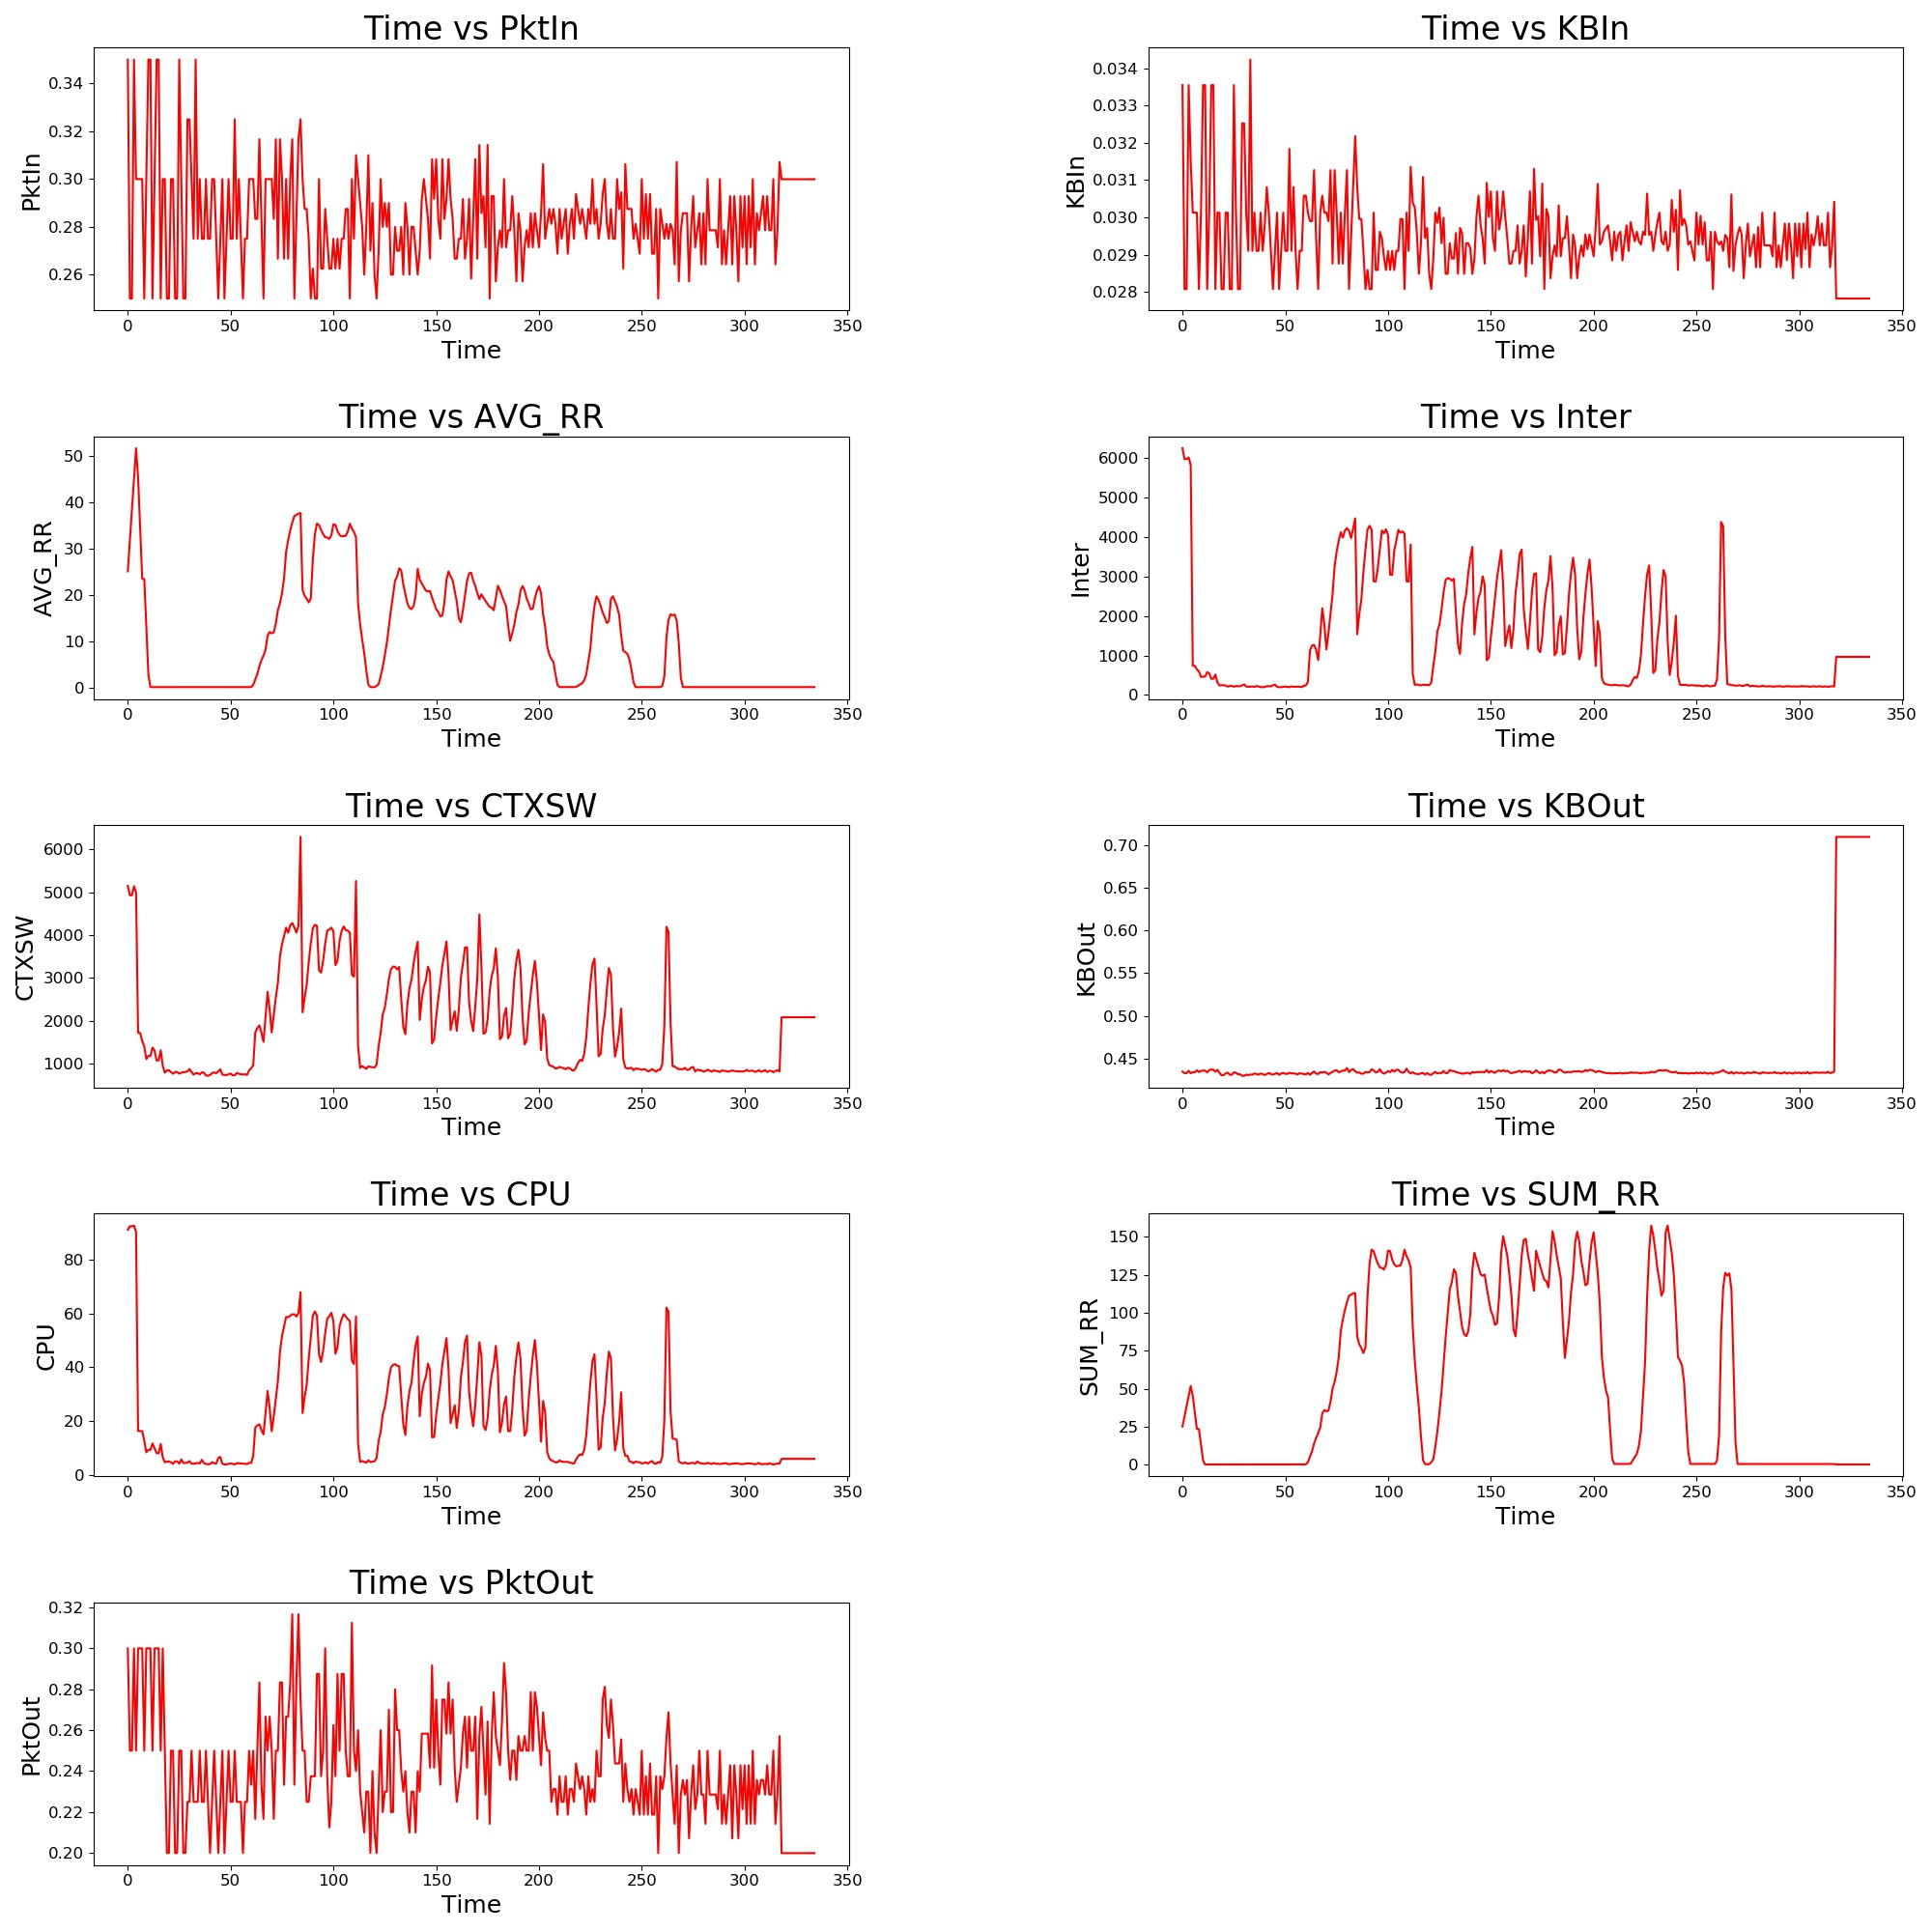 Time vs PktIn
PktIn
0.34
0.32
0.30
0.28
0.26
0 50 100 150 200 250 300 350
Time
Time vs KBIn
KBIn
0.034
0.033
0.032
0.031
0.030
0.029
0.028
0 50 100 150 200 250 300 350
Time
Time vs AVG_RR
AVG_RR
50
40
30
20
10
0
0 50 100 150 200 250 300 350
Time
Time vs Inter
Inter
6000
5000
4000
3000
2000
1000
0
0 50 100 150 200 250 300 350
Time
Time vs CTXSW
CTXSW
6000
5000
4000
3000
2000
1000
0 50 100 150 200 250 300 350
Time
Time vs KBOut
KBOut
0.70
0.65
0.60
0.55
0.50
0.45
0 50 100 150 200 250 300 350
Time
Time vs CPU
CPU
80
60
40
20
0
0 50 100 150 200 250 300 350
Time
Time vs SUM_RR
SUM_RR
150
125
100
75
50
25
0
0 50 100 150 200 250 300 350
Time
Time vs PktOut
PktOut
0.32
0.30
0.28
0.26
0.24
0.22
0.20
0 50 100 150 200 250 300 350
Time